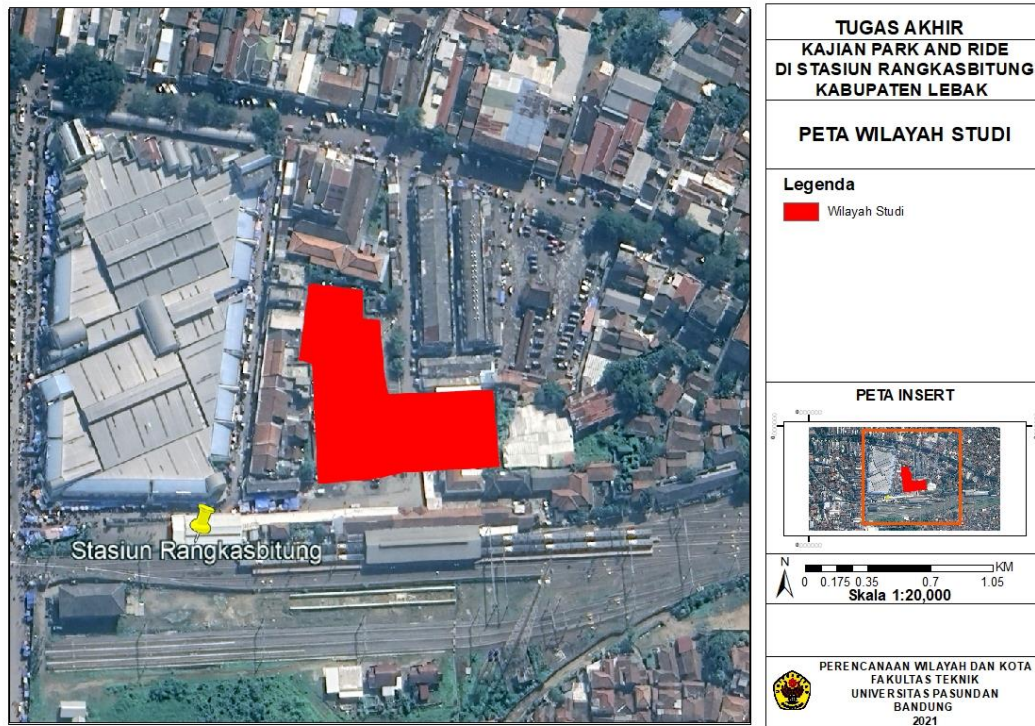 Stasiun Rangkasbitung
TUGAS AKHIR
KAJIAN PARK AND RIDE
DI STASIUN RANGKASBITUNG
KABUPATEN LEBAK
PETA WILAYAH STUDI
Legenda
Wilayah Studi
PETA INSERT
N
0 0.175 0.35 0.7 1.05 KM
Skala 1:20,000
PERENCANAAN WILAYAH DAN KOTA
FAKULTAS TEKNIK
UNIVERSITAS PASUNDAN
BANDUNG
2021